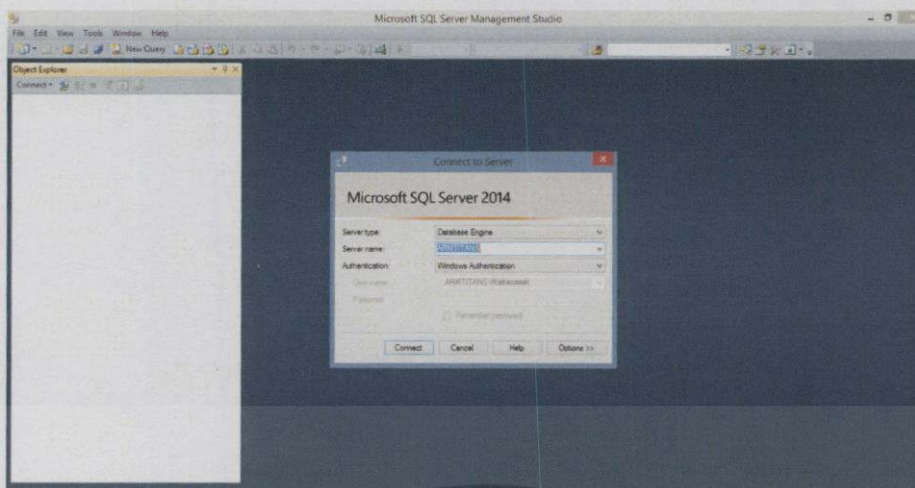 Microsoft SQL Server Management Studio
File Edit View Tools Window Help
New Query
Object Explorer
Connect
Connect to Server
Microsoft SQL Server 2014
Server type: Database Engine
Server name:
Authentication: Windows Authentication
User name:
Password:
Remember password
Connect Cancel Help Options >>